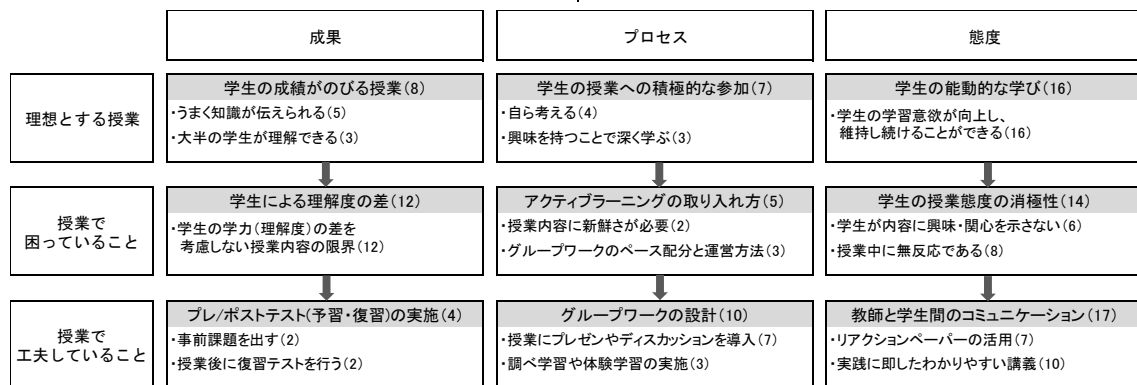 成果
プロセス
態度
理想とする授業
学生の成績がのびる授業(8)
・うまく知識が伝えられる(5)
・大半の学生が理解できる(3)
学生の授業への積極的な参加(7)
・自ら考える(4)
・興味を持つことで深く学ぶ(3)
学生の能動的な学び(16)
・学生の学習意欲が向上し、
維持し続けることができる(16)
授業で
困っていること
学生による理解度の差(12)
・学生の学力(理解度)の差を
考慮しない授業内容の限界(12)
アクティブラーニングの取り入れ方(5)
・授業内容に新鮮さが必要(2)
・グループワークのペース配分と運営方法(3)
学生の授業態度の消極性(14)
・学生が内容に興味・関心を示さない(6)
・授業中に無反応である(8)
授業で
工夫していること
プレ/ポストテスト(予習・復習)の実施(4)
・事前課題を出す(2)
・授業後に復習テストを行う(2)
グループワークの設計(10)
・授業にプレゼンやディスカッションを導入(7)
・調べ学習や体験学習の実施(3)
教師と学生間のコミュニケーション(17)
・リアクションペーパーの活用(7)
・実践に即したわかりやすい講義(10)